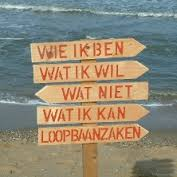 WIE IK BEN
WAT IK WIL
WAT NIET
WAT IK KAN
LOOPBAANZAKEN